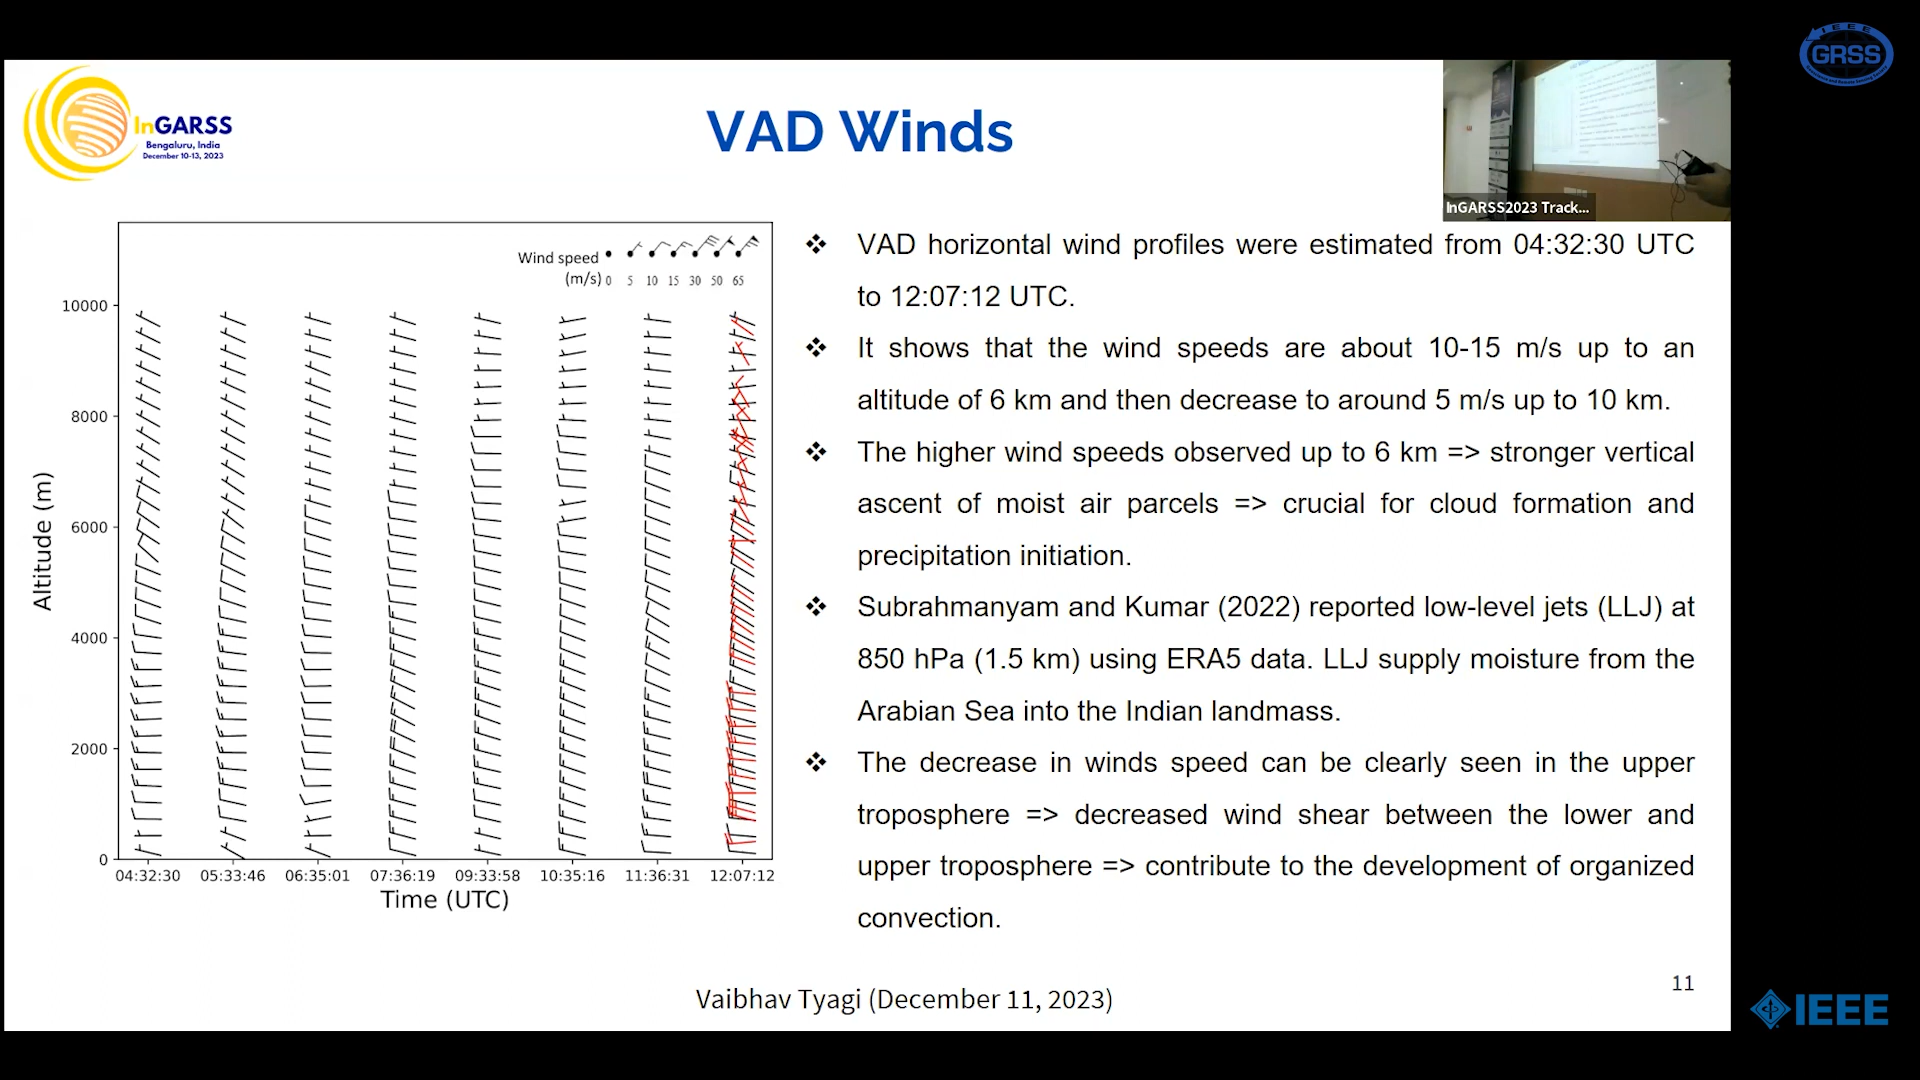 IEEE
GRSS
InGARSS
Bengaluru, India
December 10-13, 2023
VAD Winds
InGARSS2023 Track...
Wind speed
(m/s) 0 5 10 15 30 50 65
10000
8000
6000
4000
2000
0
Altitude (m)
04:32:30 05:33:46 06:35:01 07:36:19 09:33:58 10:35:16 11:36:31 12:07:12
Time (UTC)
❖ VAD horizontal wind profiles were estimated from 04:32:30 UTC
to 12:07:12 UTC.
❖ It shows that the wind speeds are about 10-15 m/s up to an
altitude of 6 km and then decrease to around 5 m/s up to 10 km.
❖ The higher wind speeds observed up to 6 km => stronger vertical
ascent of moist air parcels => crucial for cloud formation and
precipitation initiation.
❖ Subrahmanyam and Kumar (2022) reported low-level jets (LLJ) at
850 hPa (1.5 km) using ERA5 data. LLJ supply moisture from the
Arabian Sea into the Indian landmass.
❖ The decrease in winds speed can be clearly seen in the upper
troposphere => decreased wind shear between the lower and
upper troposphere => contribute to the development of organized
convection.
Vaibhav Tyagi (December 11, 2023)
11
IEEE